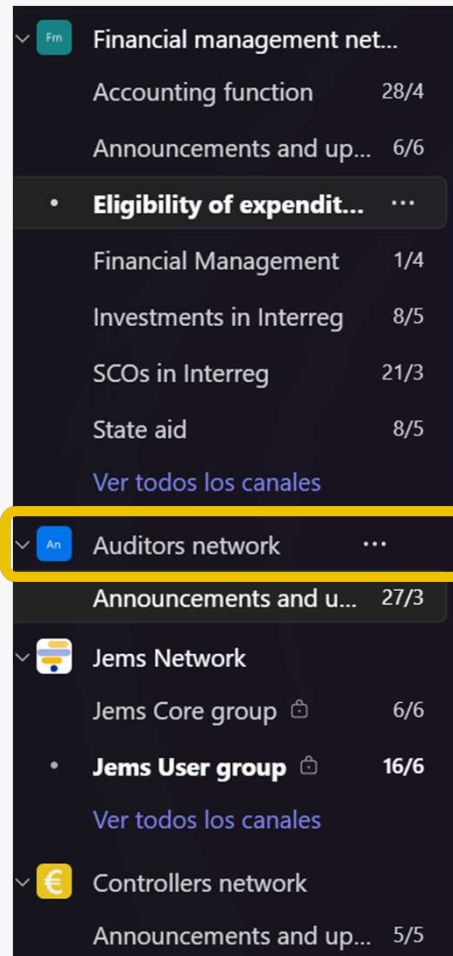 Fm Financial management net...
Accounting function 28/4
Announcements and up... 6/6
Eligibility of expendit... ...
Financial Management 1/4
Investments in Interreg 8/5
SCOs in Interreg 21/3
State aid 8/5
Ver todos los canales
An Auditors network ...
Announcements and u... 27/3
Jems Network
Jems Core group 6/6
Jems User group 16/6
Ver todos los canales
€ Controllers network
Announcements and up... 5/5